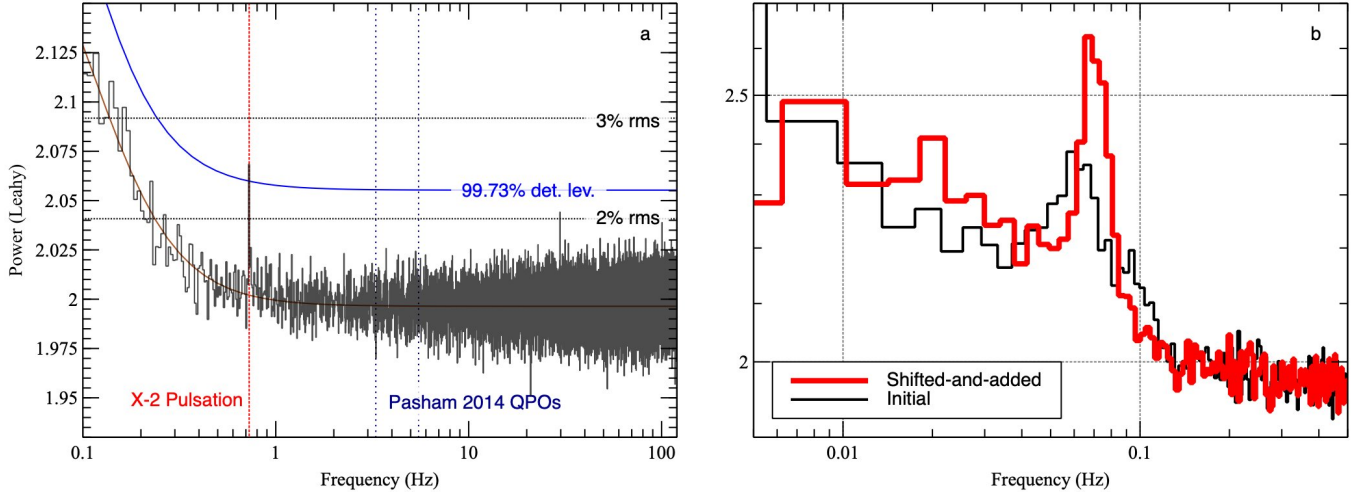 a
2.125
2.1
2.075
2.05
2.025
2
1.975
1.95
3% rms
99.73% det. lev.
2% rms
X-2 Pulsation
Pasham 2014 QPOs
0.1
1
10
100
Power (Leahy)
Frequency (Hz)
b
2.5
2
Shifted-and-added
Initial
0.01
0.1
Frequency (Hz)